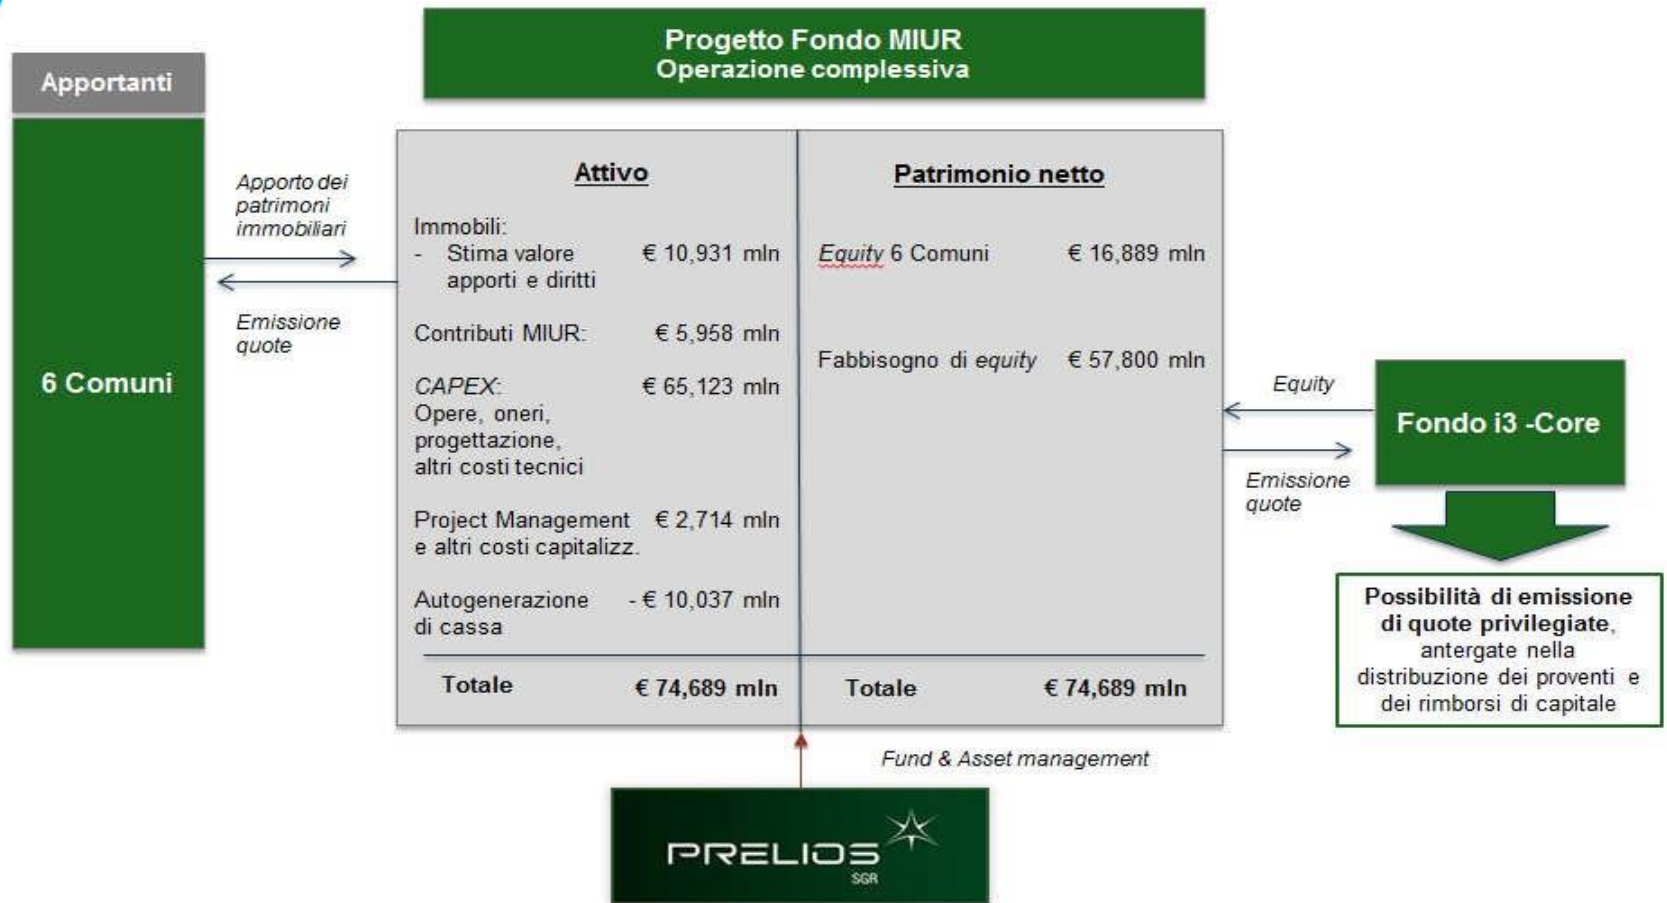 Progetto Fondo MIUR
Operazione complessiva
Apportanti
6 Comuni
Apporto dei
patrimoni
immobiliari
Emissione
quote
Attivo
Immobili:
- Stima valore € 10,931 mln
apporti e diritti
Contributi MIUR: € 5,958 mln
CAPEX: € 65,123 mln
Opere, oneri,
progettazione,
altri costi tecnici
Project Management € 2,714 mln
e altri costi capitalizz.
Autogenerazione - € 10,037 mln
di cassa
Totale € 74,689 mln
Patrimonio netto
Equity 6 Comuni € 16,889 mln
Fabbisogno di equity € 57,800 mln
Totale € 74,689 mln
Equity
Emissione
quote
Fondo i3 -Core
Possibilità di emissione
di quote privilegiate,
antergate nella
distribuzione dei proventi e
dei rimborsi di capitale
Fund & Asset management
PRELIOS
SGR